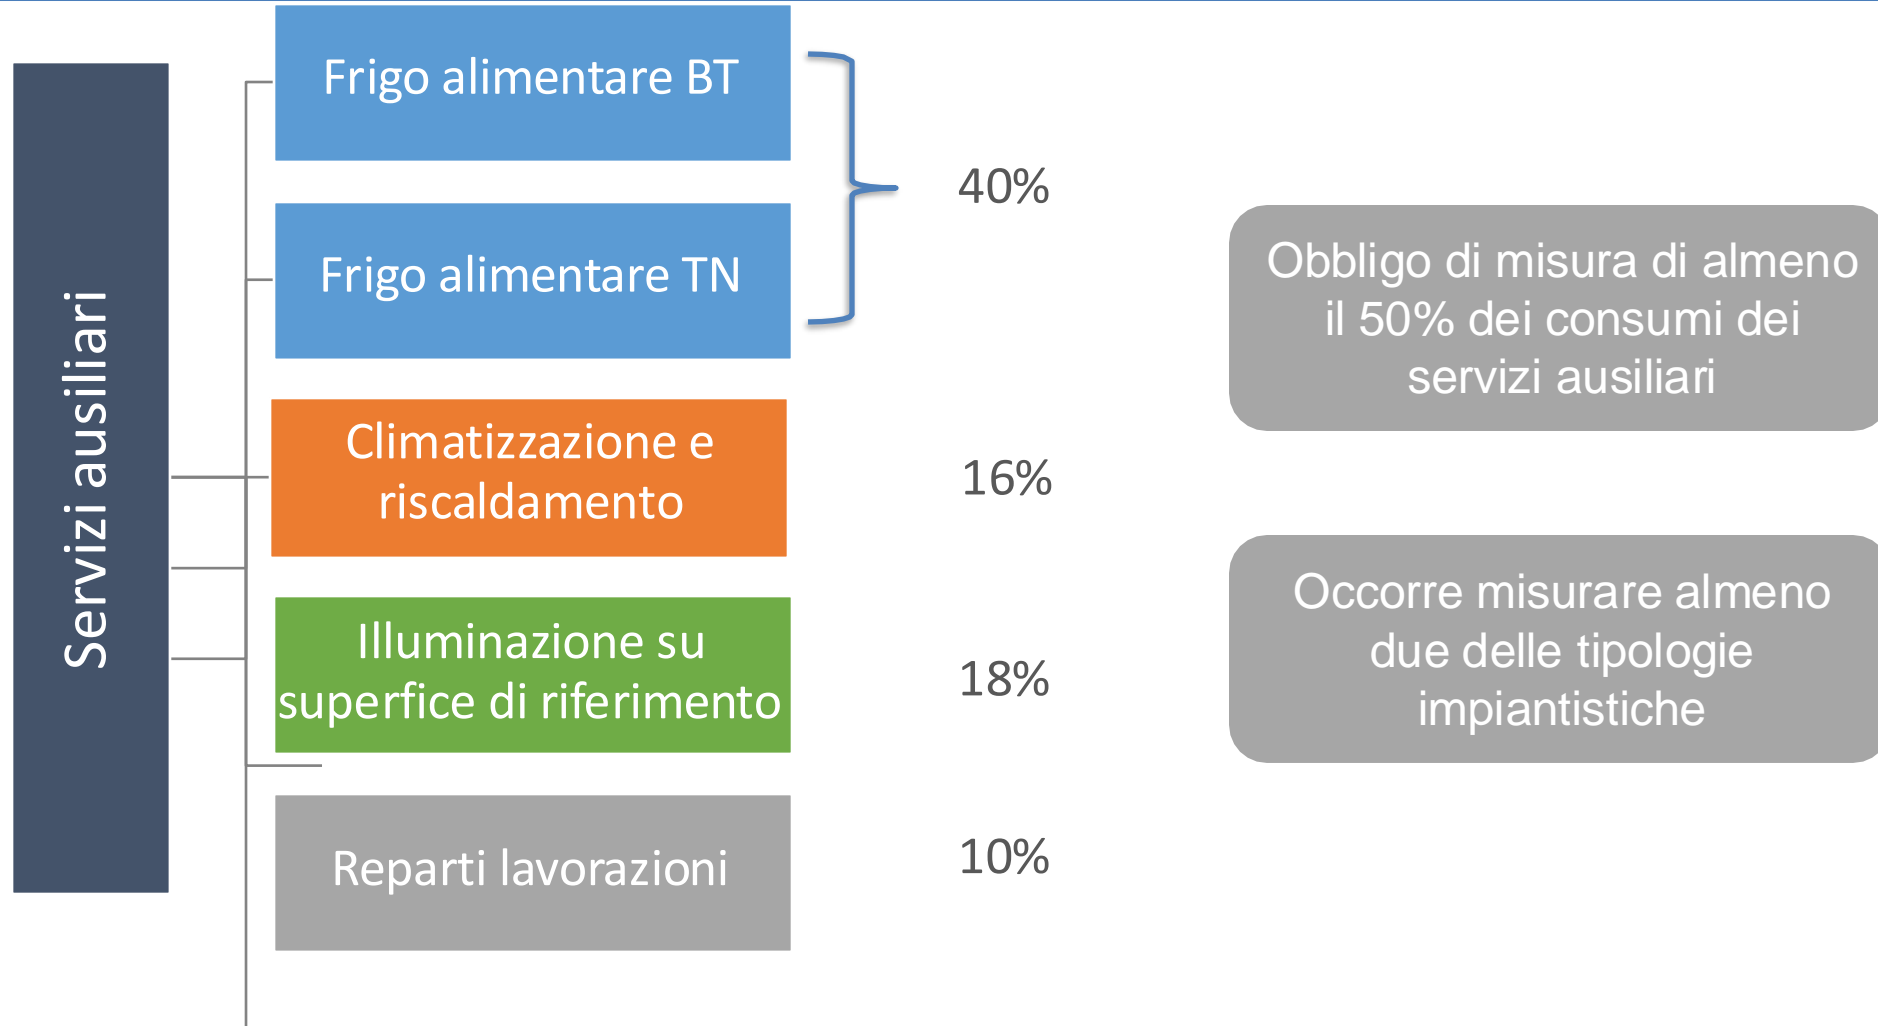 Servizi ausiliari
Frigo alimentare BT
Frigo alimentare TN
40%
Climatizzazione e
riscaldamento
16%
Illuminazione su
superfice di riferimento
18%
Reparti lavorazioni
10%
Obbligo di misura di almeno
il 50% dei consumi dei
servizi ausiliari
Occorre misurare almeno
due delle tipologie
impiantistiche